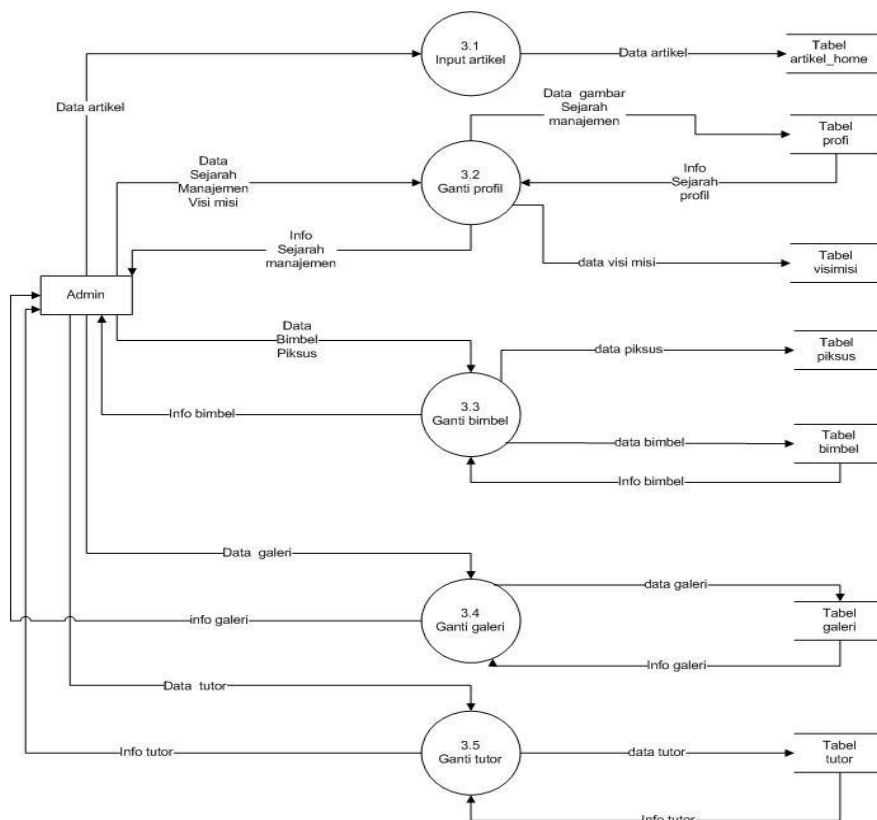 3.1
Input artikel
Data artikel
Tabel
artikel_home
Data artikel
Data gambar
Sejarah
manajemen
Tabel
profi
Data
Sejarah
Manajemen
Visi misi
3.2
Ganti profil
Info
Sejarah
profil
Info
Sejarah
manajemen
data visi misi
Tabel
visimisi
Admin
Data
Bimbel
Piksus
data piksus
Tabel
piksus
3.3
Ganti bimbel
Info bimbel
data bimbel
Tabel
bimbel
Info bimbel
Data galeri
3.4
Ganti galeri
data galeri
info galeri
Tabel
galeri
Info galeri
Data tutor
3.5
Ganti tutor
Info tutor
data tutor
Tabel
tutor
Info tutor